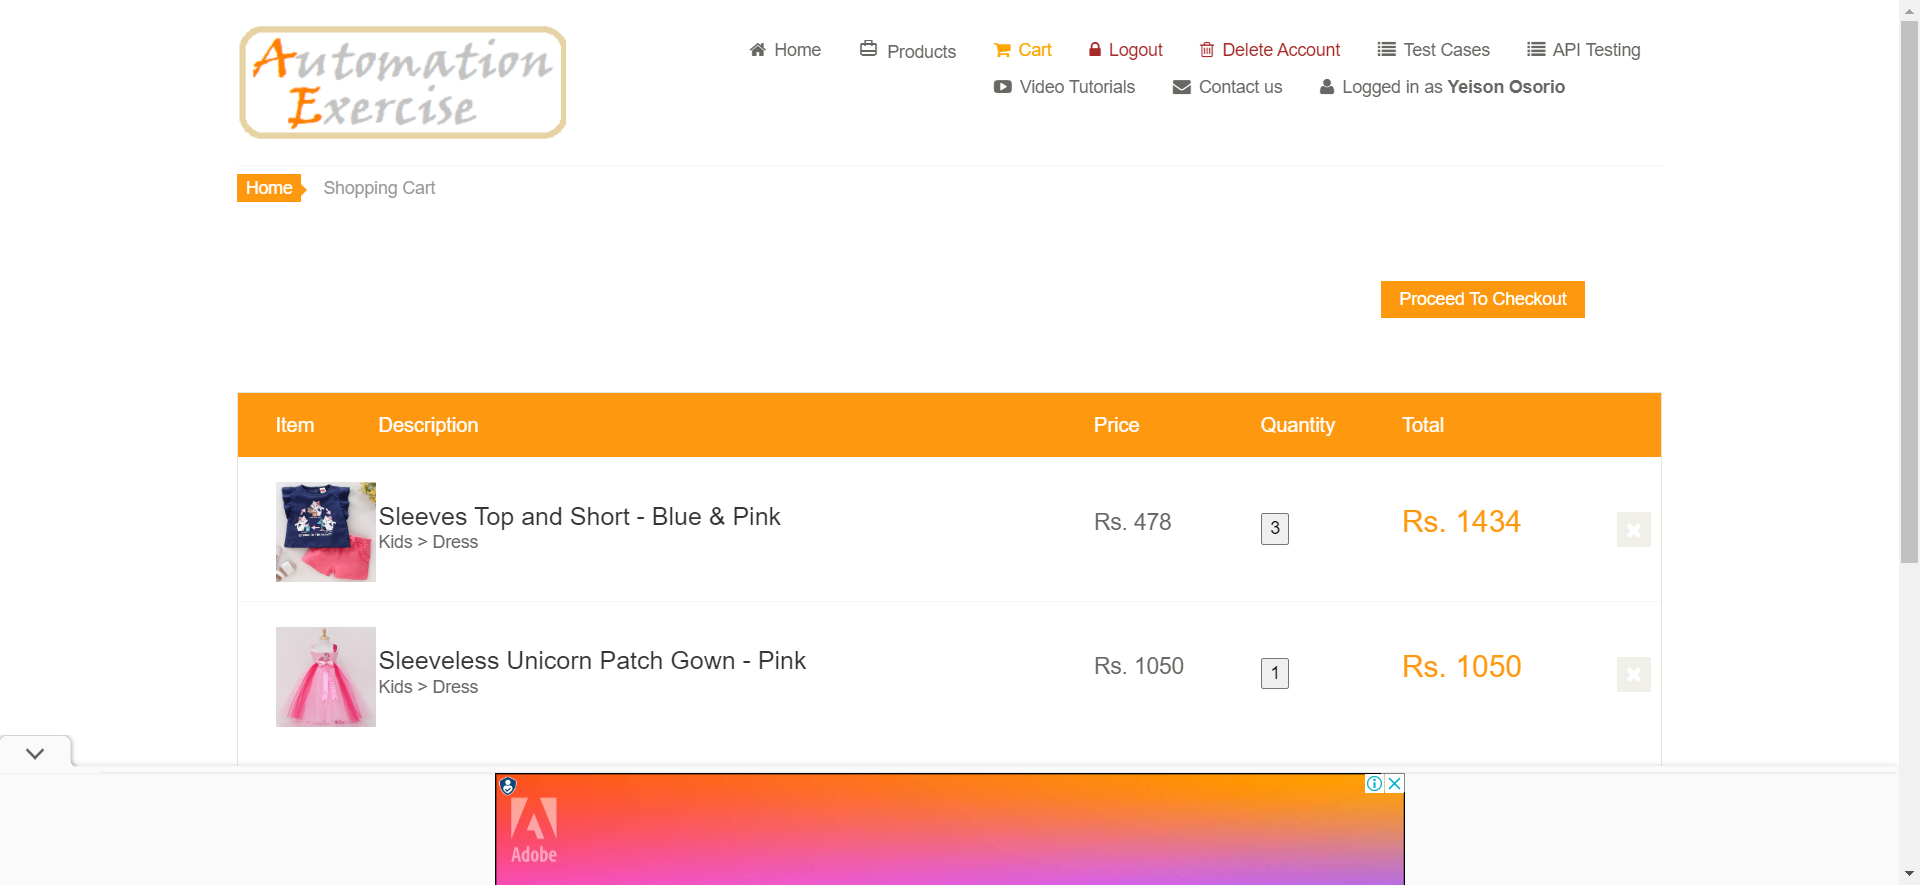 Automation
Exercise
Home
Products
Cart
Logout
Delete Account
Test Cases
API Testing
Video Tutorials
Contact us
Logged in as Yeison Osorio
Home
Shopping Cart
Proceed To Checkout
Item Description Price Quantity Total
Sleeves Top and Short - Blue & Pink
Kids > Dress
Rs. 478
3
Rs. 1434
Sleeveless Unicorn Patch Gown - Pink
Kids > Dress
Rs. 1050
1
Rs. 1050
Adobe